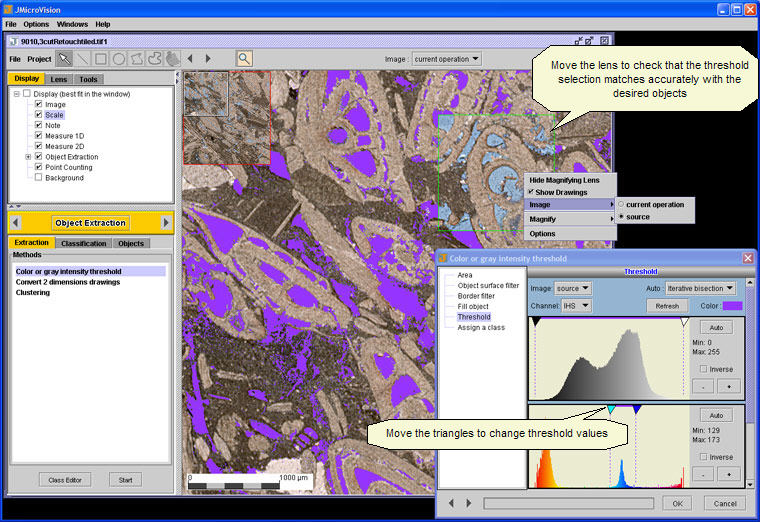 JMicroVision
File Options Windows Help
9010,3cutRetouchtiled.tif1
File Project
Image : current operation
Move the lens to check that the threshold
selection matches accurately with the
desired objects
Display Lens Tools
Display (best fit in the window)
Image
Scale
Note
Measure 1D
Measure 2D
Object Extraction
Point Counting
Background
Hide Magnifying Lens
Show Drawings
Image
current operation
Magnify
source
Options
Object Extraction
Extraction Classification Objects
Methods
Color or gray intensity threshold
Convert 2 dimensions drawings
Clustering
Color or gray intensity threshold
Area
Object surface filter
Border filter
Fill object
Threshold
Assign a class
Threshold
Image: source Auto : Iterative bisection
Channel: IHS Refresh Color :
Auto
Min: 0
Max: 255
Inverse
- +
Auto
Min: 129
Max: 173
Inverse
- +
Move the triangles to change threshold values
Class Editor Start
0 1000 µm
OK Cancel